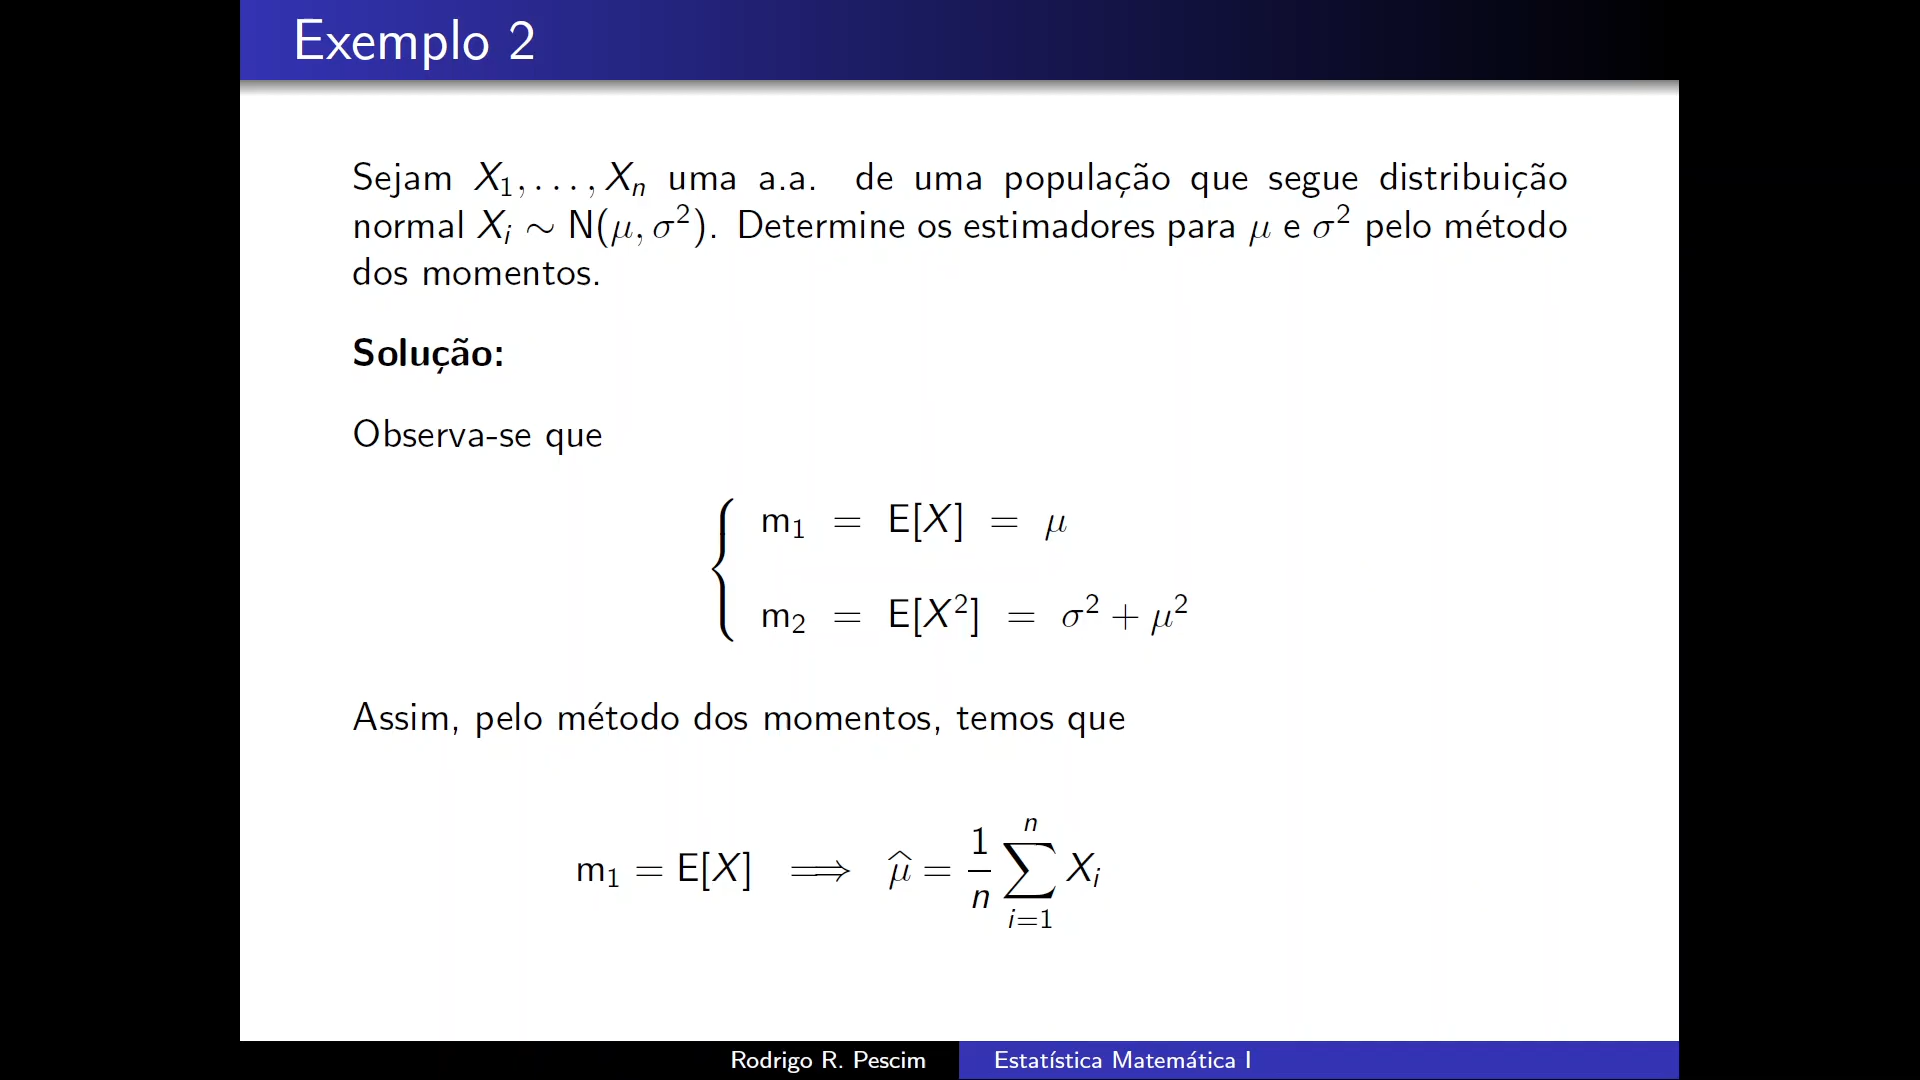 Exemplo 2
Sejam X₁, . . . , Xₙ uma a.a. de uma população que segue distribuição
normal Xᵢ ∼ N(μ, σ²). Determine os estimadores para μ e σ² pelo método
dos momentos.
Solução:
Observa-se que
m₁ = E[X] = μ
m₂ = E[X²] = σ² + μ²
Assim, pelo método dos momentos, temos que
m₁ = E[X] ⟹ μ̂ = 1/n ∑ᵢ₌₁ⁿ Xᵢ
Rodrigo R. Pescim Estatística Matemática I